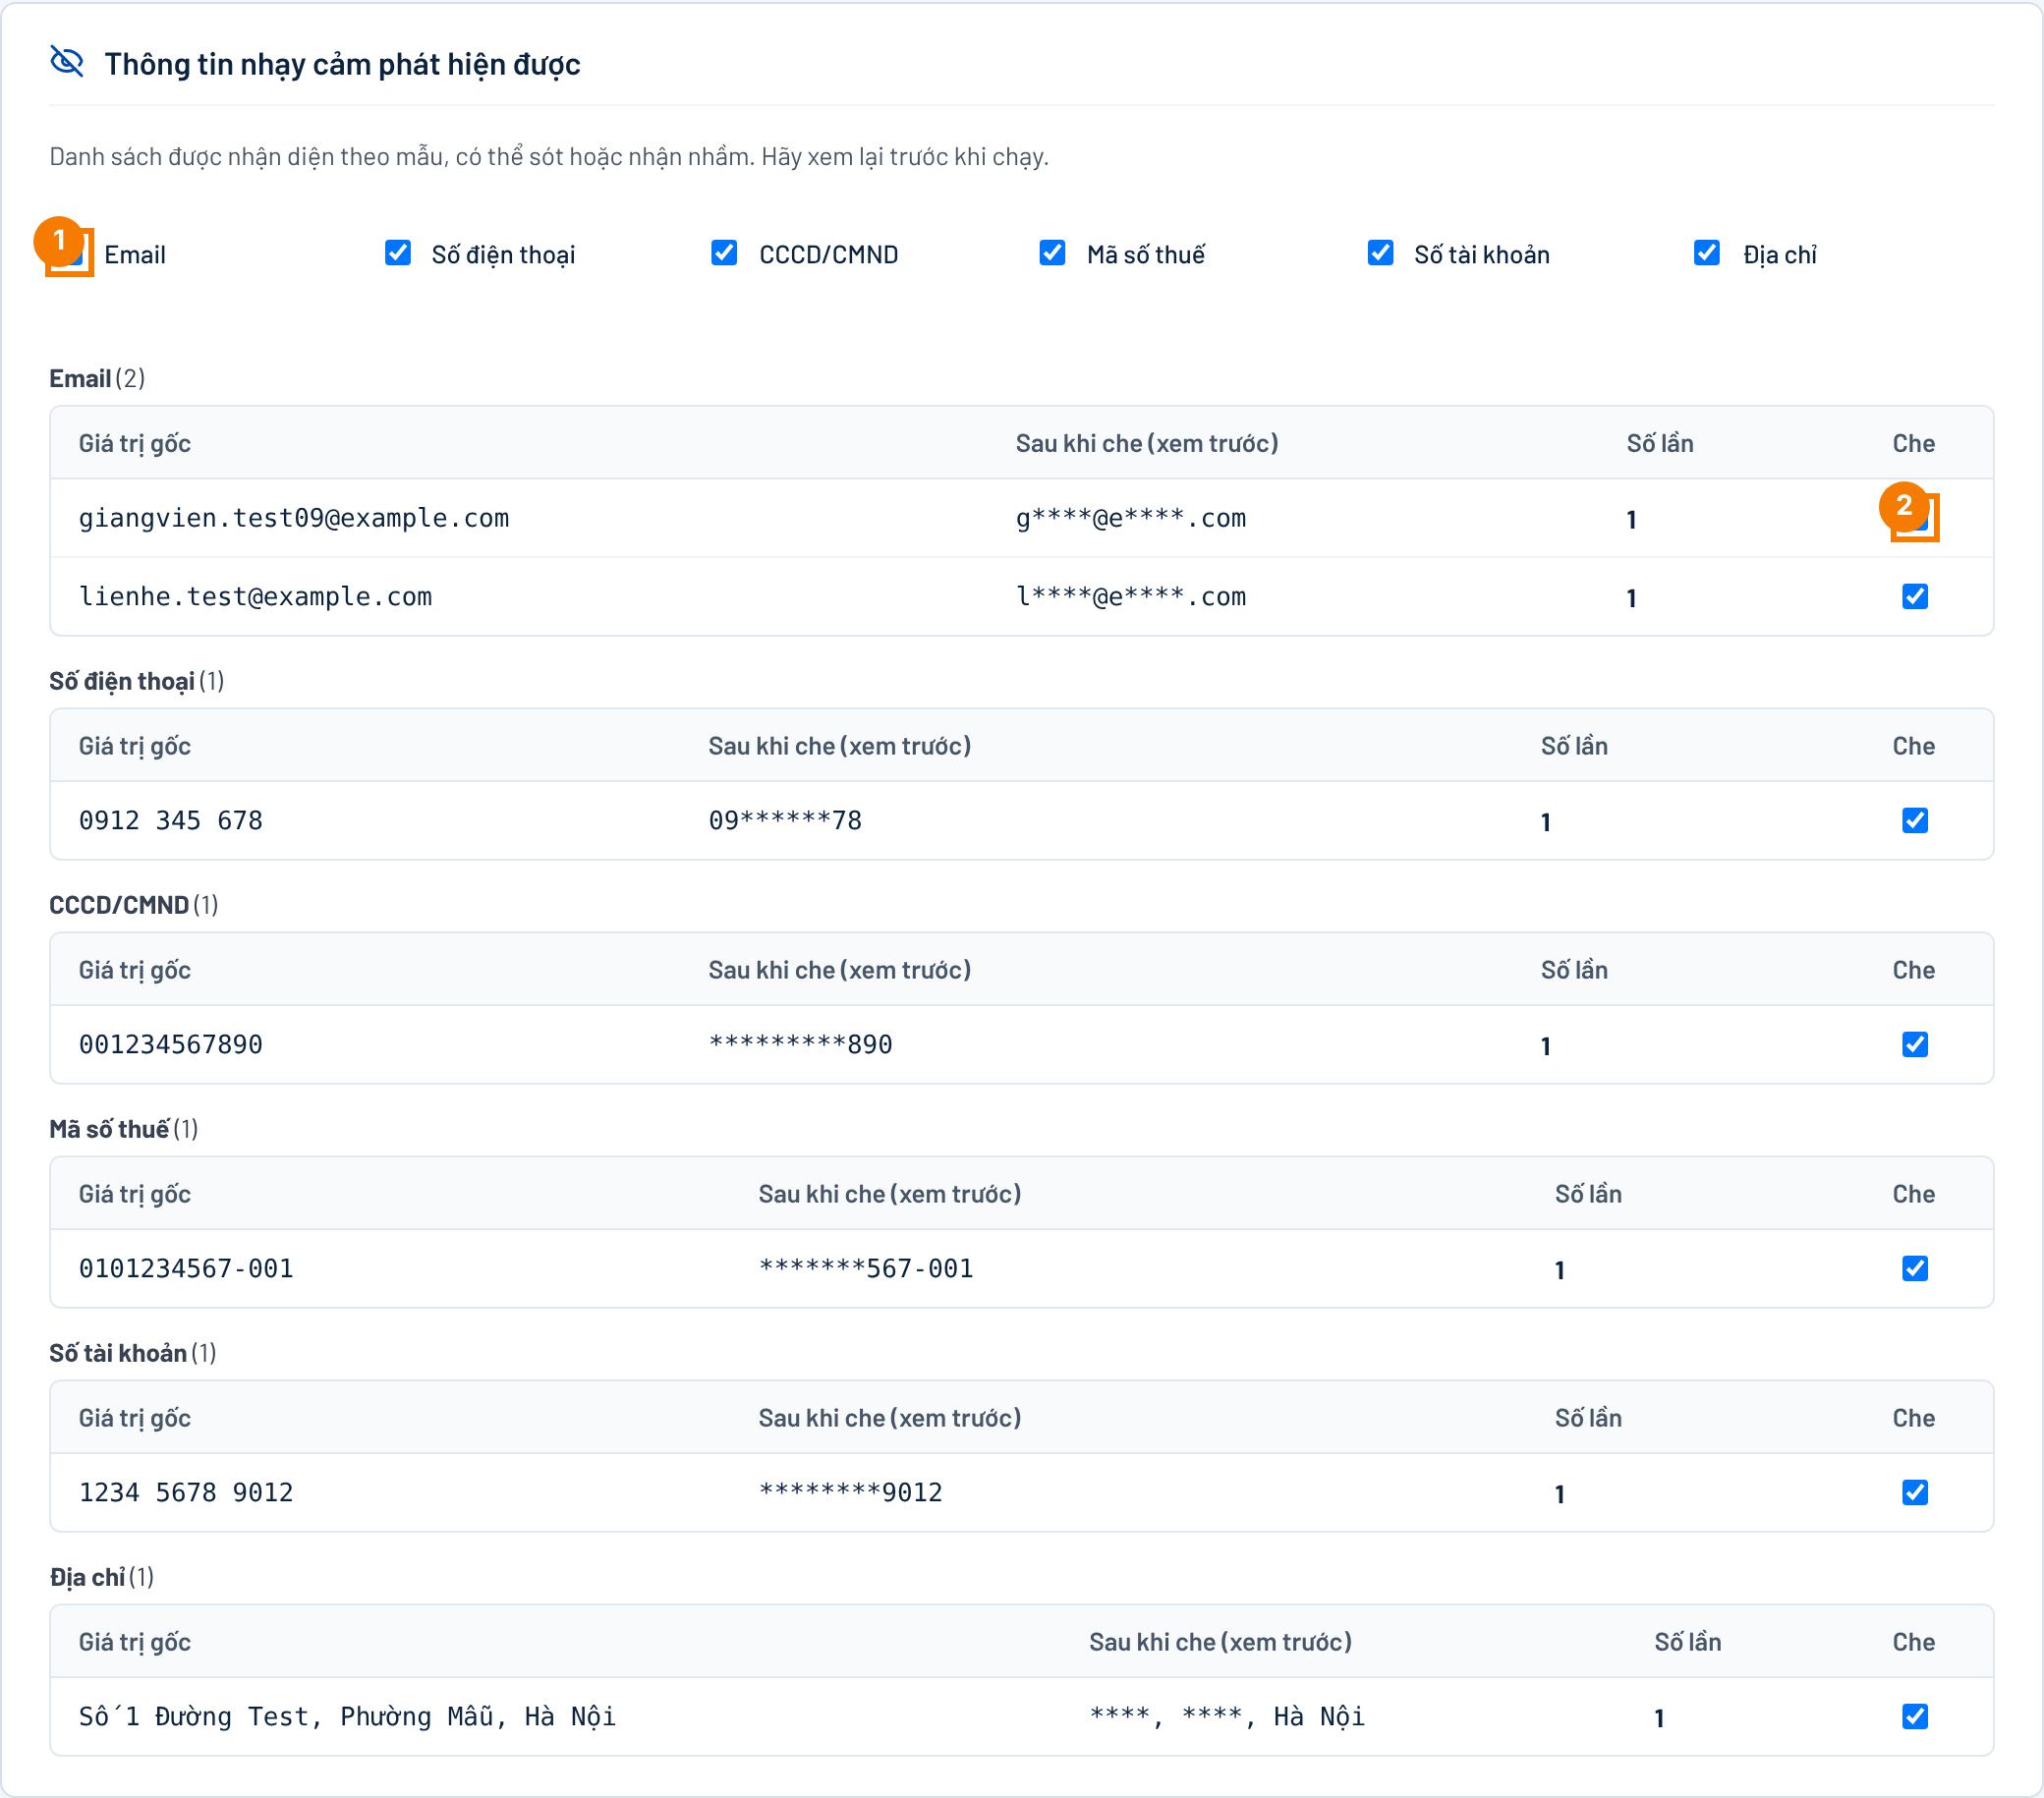 Thông tin nhạy cảm phát hiện được
Danh sách được nhận diện theo mẫu, có thể sót hoặc nhận nhầm. Hãy xem lại trước khi chạy.
1 Email Số điện thoại CCCD/CMND Mã số thuế Số tài khoản Địa chỉ
Email (2)
Giá trị gốc Sau khi che (xem trước) Số lần Che
giangvien.test09@example.com g****@e****.com 1 2
lienhe.test@example.com l****@e****.com 1
Số điện thoại (1)
Giá trị gốc Sau khi che (xem trước) Số lần Che
0912 345 678 09******78 1
CCCD/CMND (1)
Giá trị gốc Sau khi che (xem trước) Số lần Che
001234567890 *********890 1
Mã số thuế (1)
Giá trị gốc Sau khi che (xem trước) Số lần Che
0101234567-001 *******567-001 1
Số tài khoản (1)
Giá trị gốc Sau khi che (xem trước) Số lần Che
1234 5678 9012 ********9012 1
Địa chỉ (1)
Giá trị gốc Sau khi che (xem trước) Số lần Che
Số 1 Đường Test, Phường Mẫu, Hà Nội ****, ****, Hà Nội 1